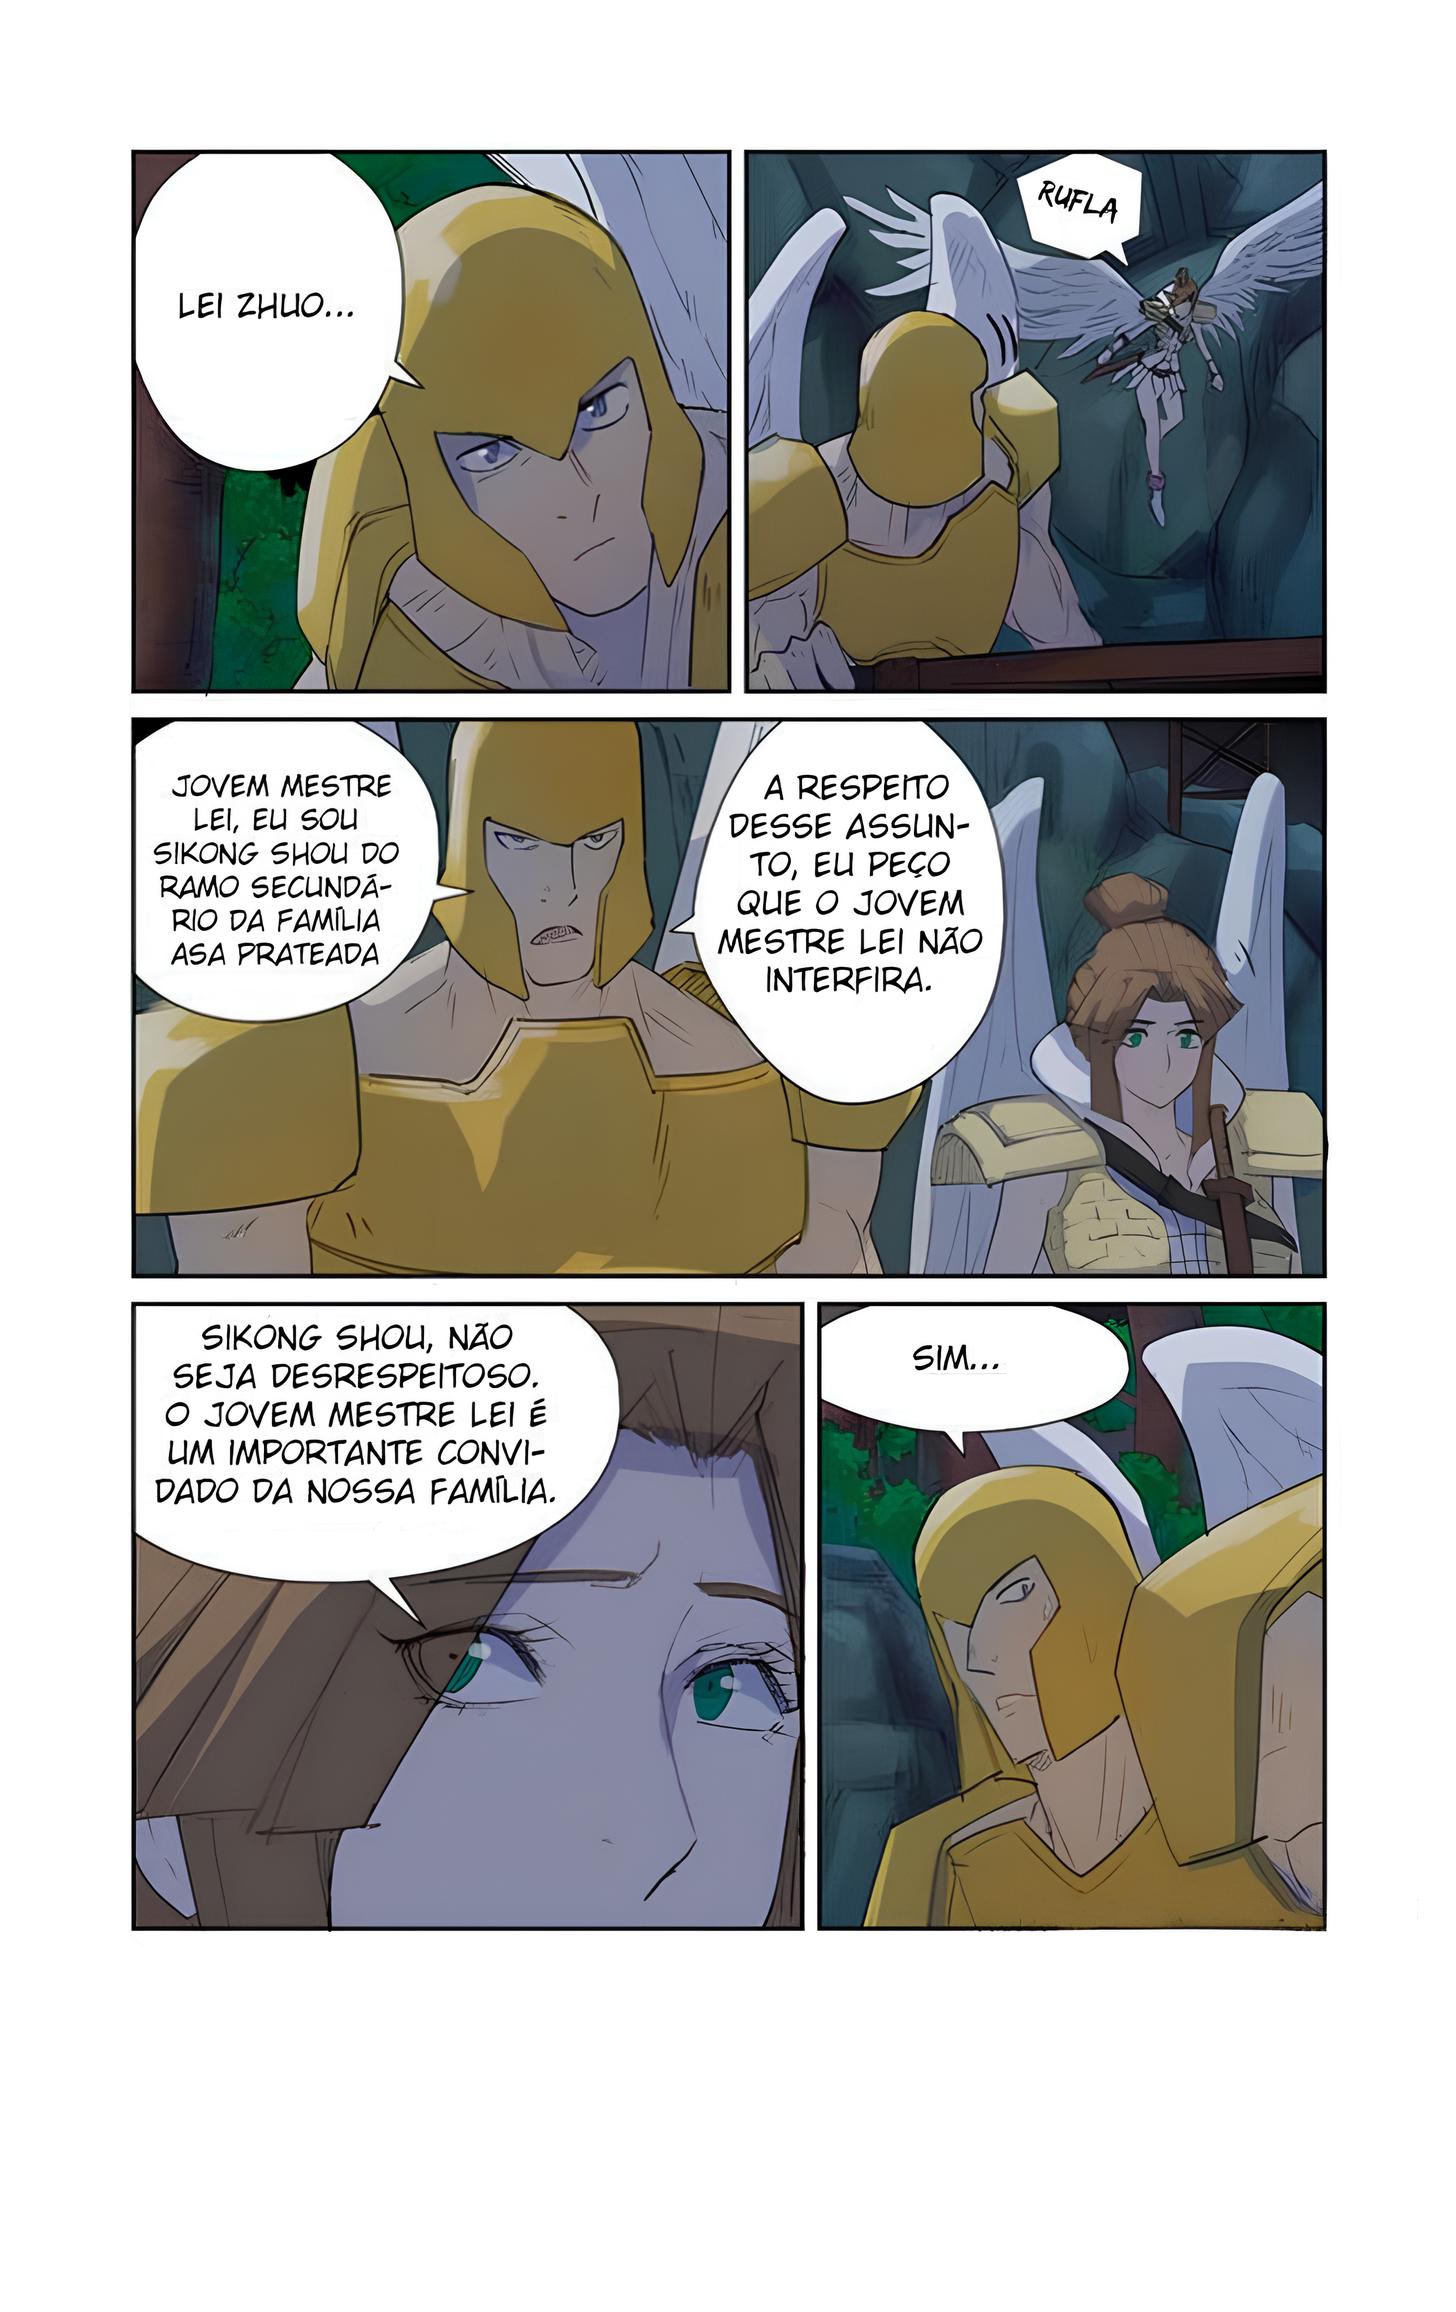 LEI ZHUO...
RUFLA
JOVEM MESTRE
LEI, EU SOU
SIKONG SHOU DO
RAMO SECUNDÁ-
RIO DA FAMÍLIA
ASA PRATEADA
A RESPEITO
DESSE ASSUN-
TO, EU PEÇO
QUE O JOVEM
MESTRE LEI NÃO
INTERFIRA.
SIKONG SHOU, NÃO
SEJA DESRESPEITOSO.
O JOVEM MESTRE LEI É
UM IMPORTANTE CONVI-
DADO DA NOSSA FAMÍLIA.
SIM...